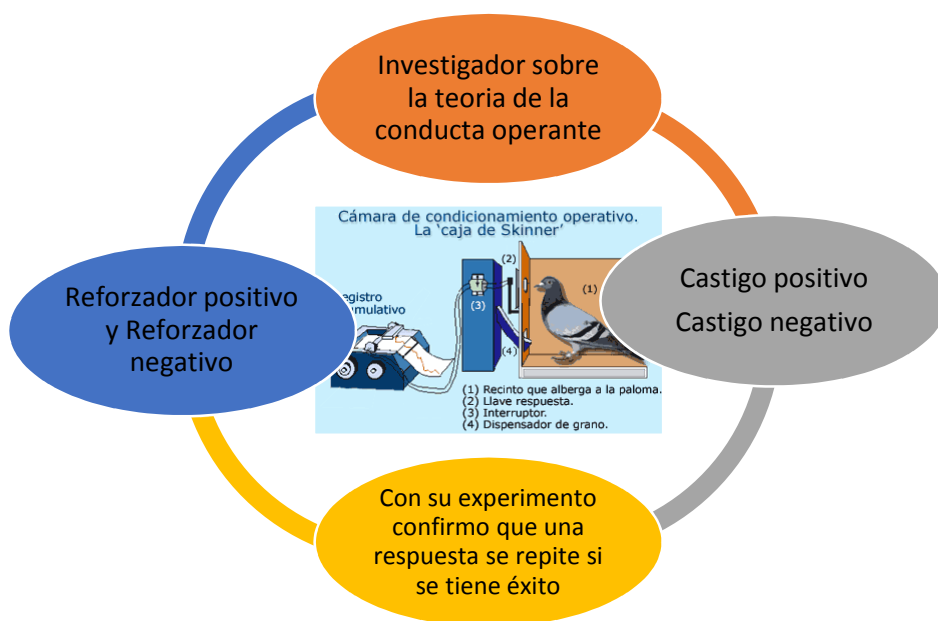 Investigador sobre
la teoria de la
conducta operante
Cámara de condicionamiento operativo.
La 'caja de Skinner'
Reforzador positivo
y Reforzador
negativo
(2)
(1)
(3)
(4)
Castigo positivo
Castigo negativo
(1) Recinto que alberga a la paloma.
(2) Llave respuesta.
(3) Interruptor.
(4) Dispensador de grano.
Con su experimento
confirmo que una
respuesta se repite si
se tiene éxito